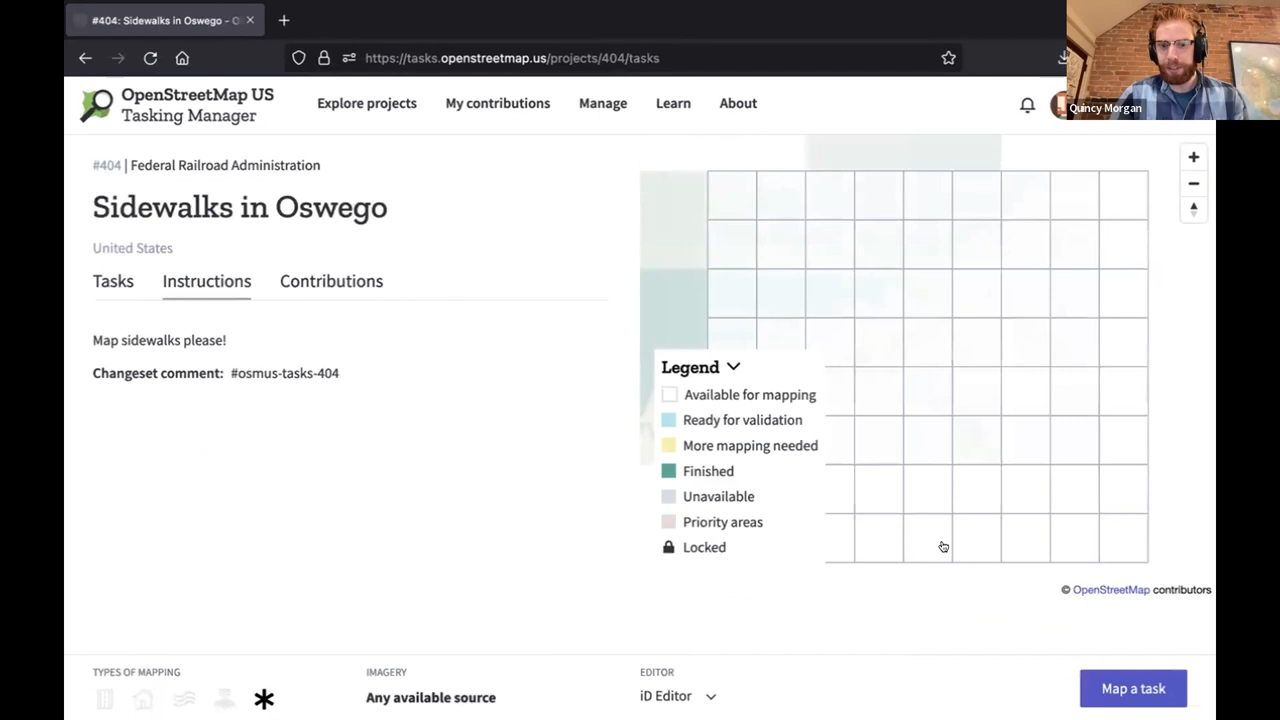 #404: Sidewalks in Oswego - O
https://tasks.openstreetmap.us/projects/404/tasks
Quincy Morgan
OpenStreetMap US
Tasking Manager
Explore projects
My contributions
Manage
Learn
About
#404 | Federal Railroad Administration
Sidewalks in Oswego
United States
Tasks
Instructions
Contributions
Map sidewalks please!
Changeset comment: #osmus-tasks-404
Legend
Available for mapping
Ready for validation
More mapping needed
Finished
Unavailable
Priority areas
Locked
© OpenStreetMap contributors
TYPES OF MAPPING
IMAGERY
Any available source
EDITOR
iD Editor
Map a task